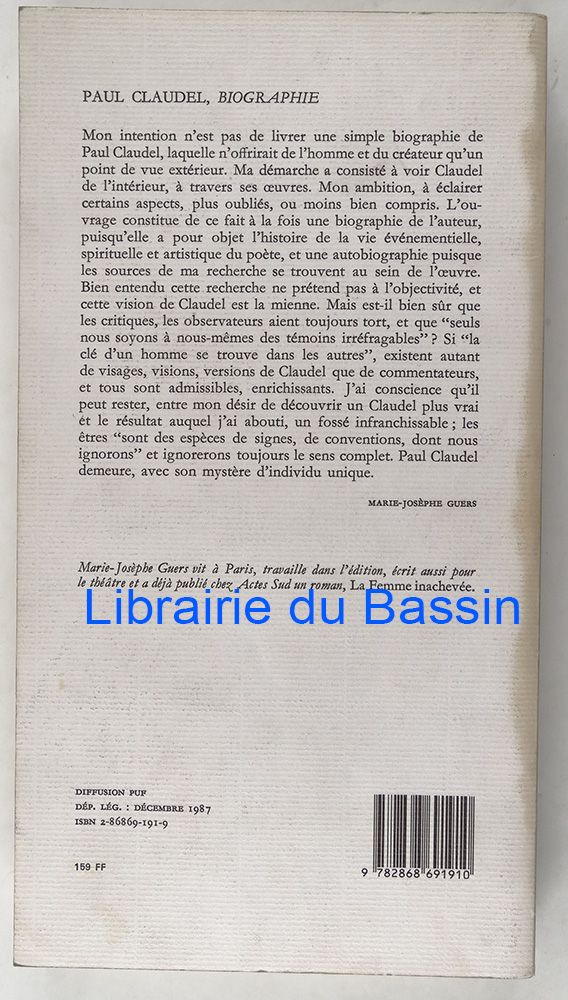 PAUL CLAUDEL, BIOGRAPHIE
Mon intention n'est pas de livrer une simple biographie de
Paul Claudel, laquelle n'offrirait de l'homme et du créateur qu'un
point de vue extérieur. Ma démarche a consisté à voir Claudel
de l'intérieur, à travers ses œuvres. Mon ambition, à éclairer
certains aspects, plus oubliés, ou moins bien compris. L'ou-
vrage constitue de ce fait à la fois une biographie de l'auteur,
puisqu'elle a pour objet l'histoire de la vie événementielle,
spirituelle et artistique du poète, et une autobiographie puisque
les sources de ma recherche se trouvent au sein de l'œuvre.
Bien entendu cette recherche ne prétend pas à l'objectivité, et
cette vision de Claudel est la mienne. Mais est-il bien sûr que
les critiques, les observateurs aient toujours tort, et que “seuls
nous soyons à nous-mêmes des témoins irréfragables” ? Si “la
clé d'un homme se trouve dans les autres”, existent autant
de visages, visions, versions de Claudel que de commentateurs,
et tous sont admissibles, enrichissants. J'ai conscience qu'il
peut rester, entre mon désir de découvrir un Claudel plus vrai
et le résultat auquel j'ai abouti, un fossé infranchissable ; les
êtres “sont des espèces de signes, de conventions, dont nous
ignorons” et ignorerons toujours le sens complet. Paul Claudel
demeure, avec son mystère d'individu unique.
MARIE-JOSÈPHE GUERS
Marie-Josèphe Guers vit à Paris, travaille dans l'édition, écrit aussi pour
le théâtre et a déjà publié chez Actes Sud un roman, La Femme inachevée.
Librairie du Bassin
DIFFUSION PUF
DÉP. LÉG. : DÉCEMBRE 1987
ISBN 2-86869-191-9
159 FF
9 782868 691910